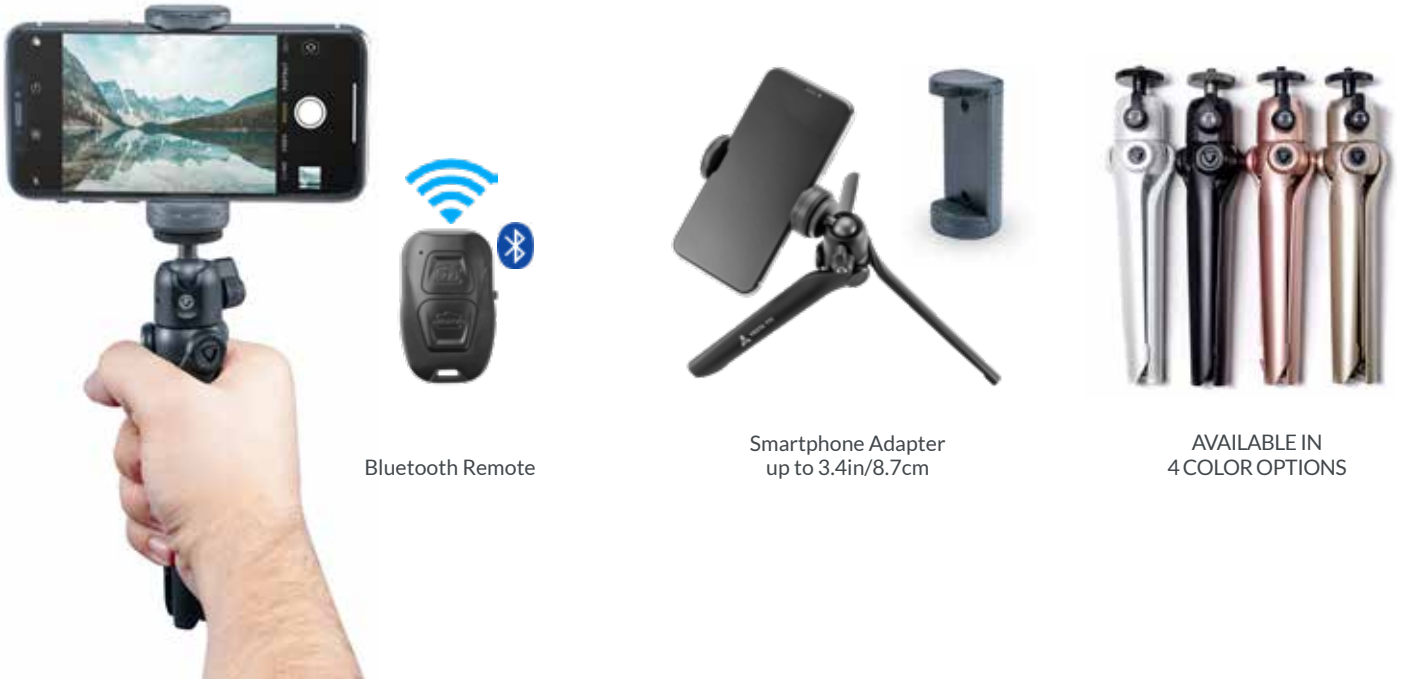 Bluetooth Remote
Smartphone Adapter
up to 3.4in/8.7cm
AVAILABLE IN
4 COLOR OPTIONS